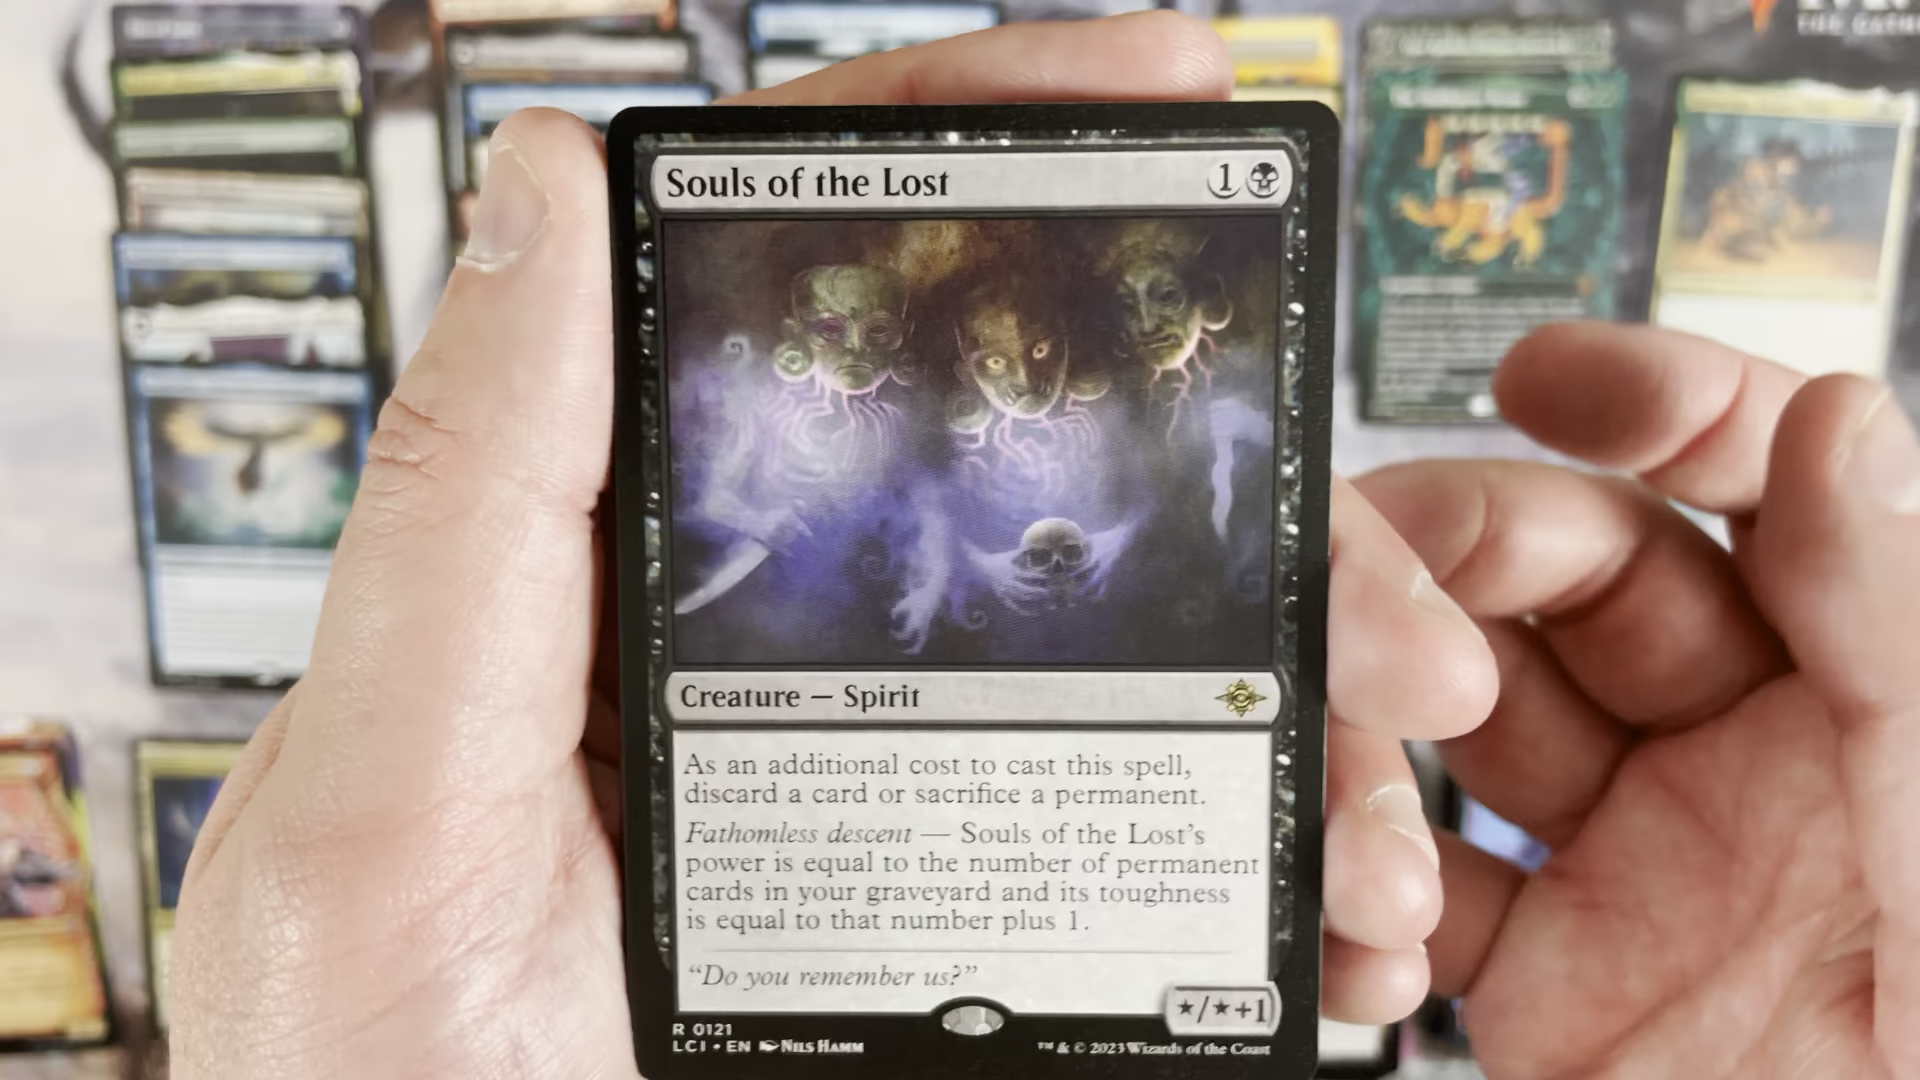 THE GATHE
Souls of the Lost 1
Creature — Spirit
As an additional cost to cast this spell,
discard a card or sacrifice a permanent.
Fathomless descent — Souls of the Lost's
power is equal to the number of permanent
cards in your graveyard and its toughness
is equal to that number plus 1.
“Do you remember us?”
★/★+1
R 0121
LCI • EN Nils Hamm
™ & © 2023 Wizards of the Coast